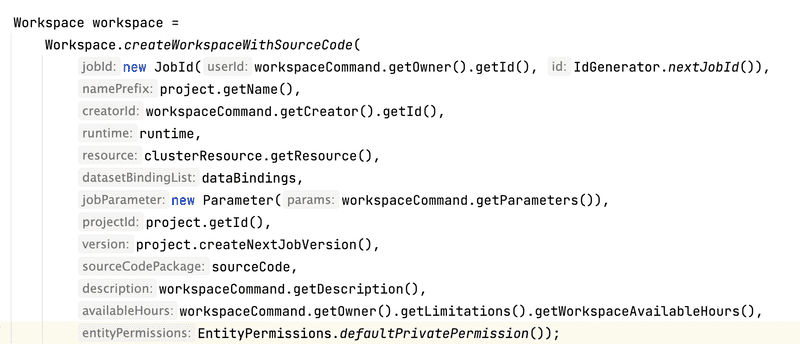 Workspace workspace =
Workspace.createWorkspaceWithSourceCode(
jobId: new JobId( userId: workspaceCommand.getOwner().getId(), id: IdGenerator.nextJobId()),
namePrefix: project.getName(),
creatorId: workspaceCommand.getCreator().getId(),
runtime: runtime,
resource: clusterResource.getResource(),
datasetBindingList: dataBindings,
jobParameter: new Parameter( params: workspaceCommand.getParameters()),
projectId: project.getId(),
version: project.createNextJobVersion(),
sourceCodePackage: sourceCode,
description: workspaceCommand.getDescription(),
availableHours: workspaceCommand.getOwner().getLimitations().getWorkspaceAvailableHours(),
entityPermissions: EntityPermissions.defaultPrivatePermission());